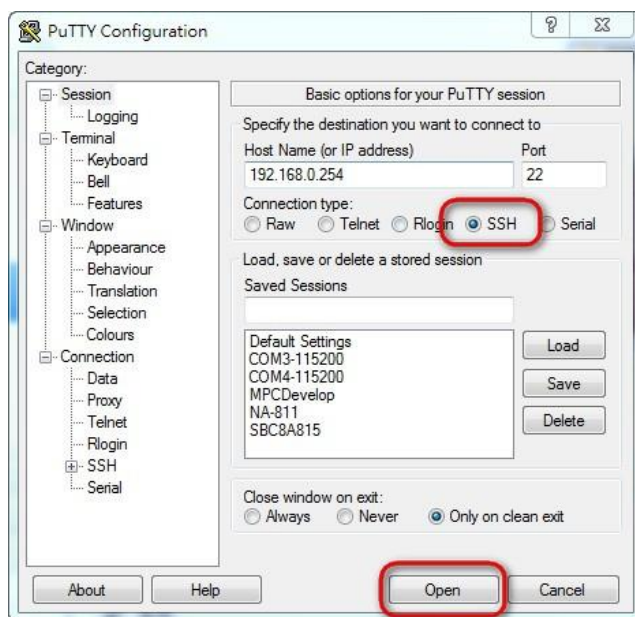 PuTTY Configuration
Category:
Session
Logging
Terminal
Keyboard
Bell
Features
Window
Appearance
Behaviour
Translation
Selection
Colours
Connection
Data
Proxy
Telnet
Rlogin
SSH
Serial
Basic options for your PuTTY session
Specify the destination you want to connect to
Host Name (or IP address) Port
192.168.0.254 22
Connection type:
Raw Telnet Rlogin SSH Serial
Load, save or delete a stored session
Saved Sessions
Default Settings
COM3-115200
COM4-115200
MPCDevelop
NA-811
SBC8A815
Load
Save
Delete
Close window on exit:
Always Never Only on clean exit
About Help Open Cancel